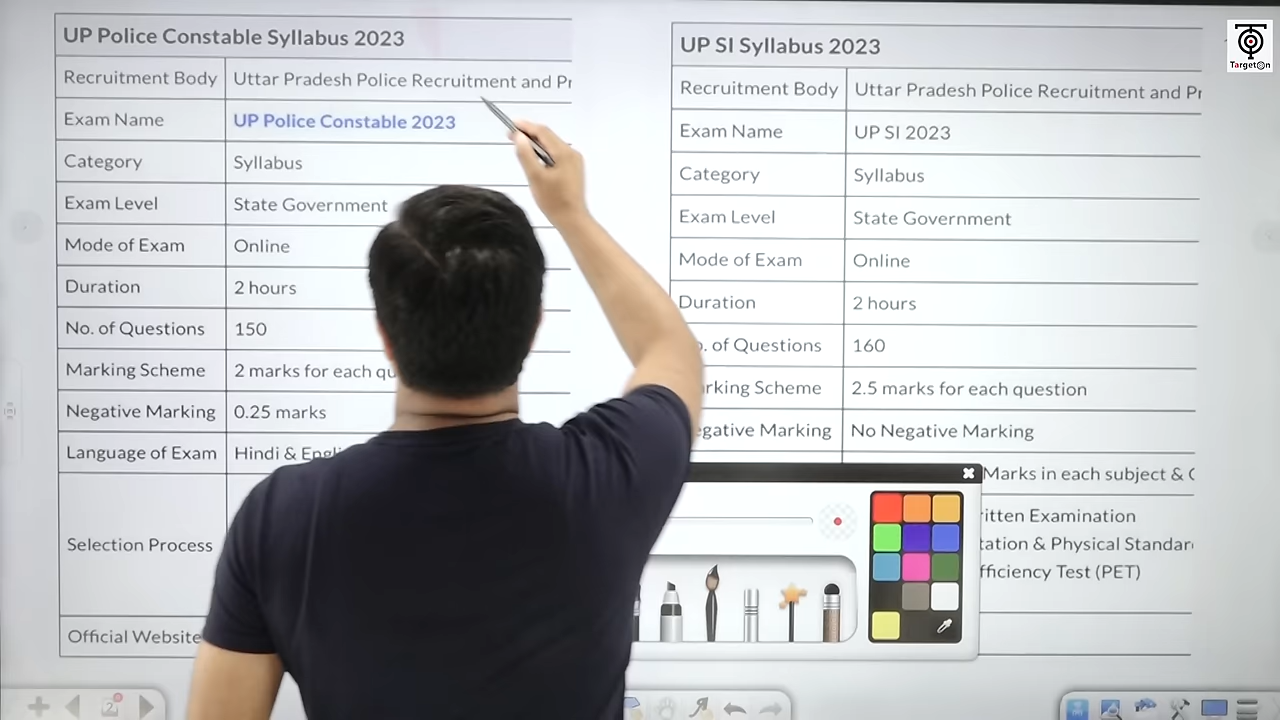 UP Police Constable Syllabus 2023
Recruitment Body Uttar Pradesh Police Recruitment and Pr
Exam Name UP Police Constable 2023
Category Syllabus
Exam Level State Government
Mode of Exam Online
Duration 2 hours
No. of Questions 150
Marking Scheme 2 marks for each qu
Negative Marking 0.25 marks
Language of Exam Hindi & Engli
Selection Process
Official Website
UP SI Syllabus 2023
Recruitment Body Uttar Pradesh Police Recruitment and Pr
Exam Name UP SI 2023
Category Syllabus
Exam Level State Government
Mode of Exam Online
Duration 2 hours
. of Questions 160
rking Scheme 2.5 marks for each question
egative Marking No Negative Marking
Marks in each subject &
itten Examination
tation & Physical Standar
fficiency Test (PET)
TargetOn
2